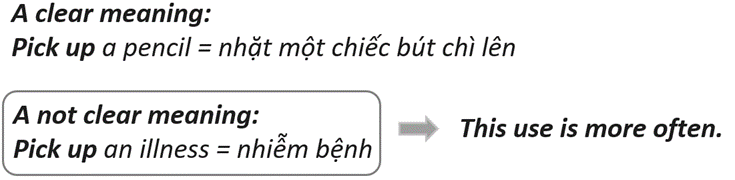 A clear meaning:
Pick up a pencil = nhặt một chiếc bút chì lên
A not clear meaning:
Pick up an illness = nhiễm bệnh
This use is more often.